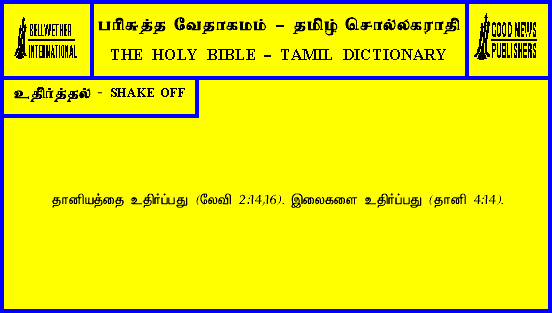 BELLWETHER
INTERNATIONAL
பரிசுத்த வேதாகமம் - தமிழ் சொல்லகராதி
THE HOLY BIBLE - TAMIL DICTIONARY
GOOD NEWS
PUBLISHERS
உதிர்த்தல் - SHAKE OFF
தானியத்தை உதிர்ப்பது (லேவி 2:14,16). இலைகளை உதிர்ப்பது (தானி 4:14).